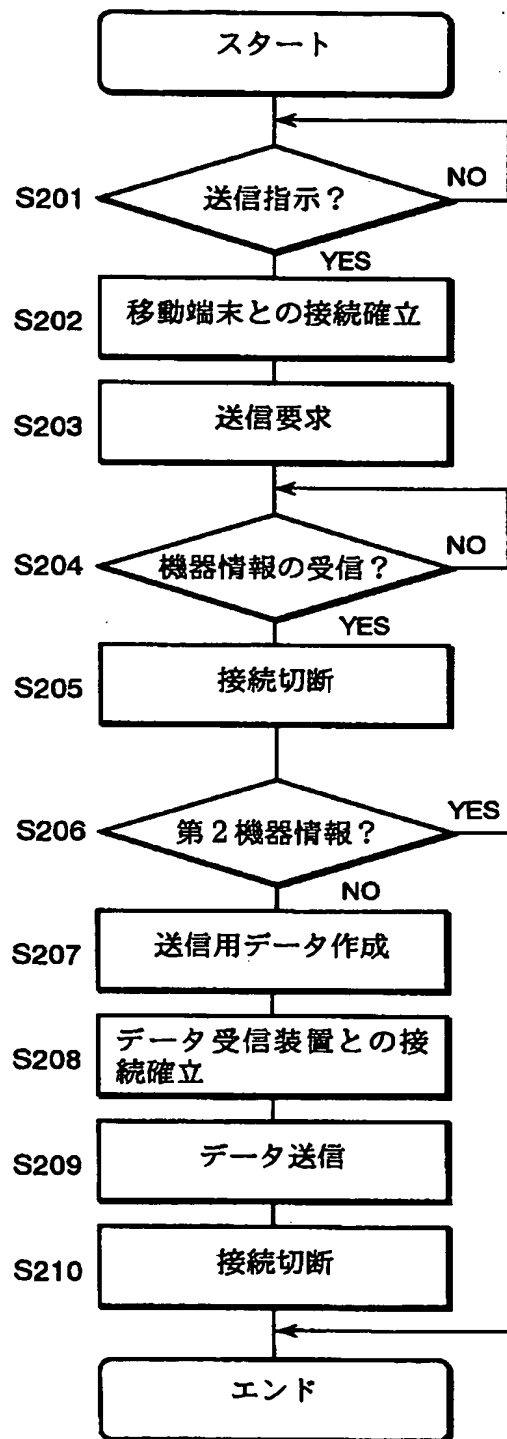 スタート
S201
送信指示？
NO
YES
S202
移動端末との接続確立
S203
送信要求
S204
機器情報の受信？
NO
YES
S205
接続切断
S206
第２機器情報？
YES
NO
S207
送信用データ作成
S208
データ受信装置との接
続確立
S209
データ送信
S210
接続切断
エンド